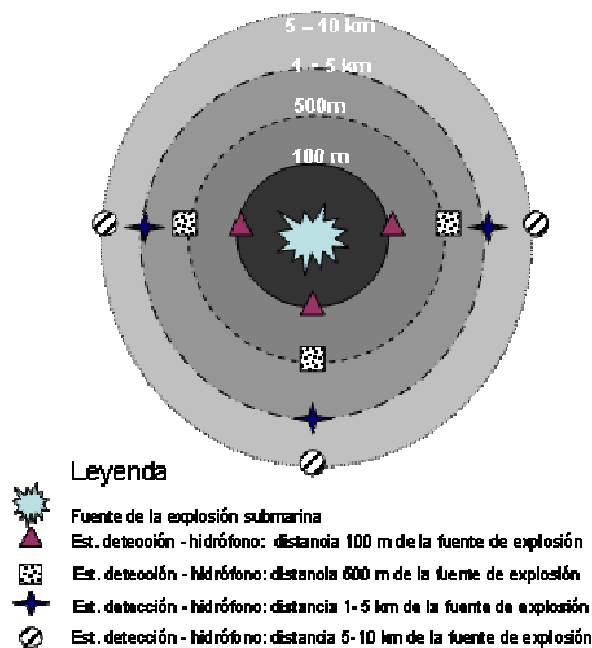 5 – 10 km
1 - 5 km
500m
100 m
Leyenda
Fuente de la explosión submarina
Est. detección - hidrófono: distancia 100 m de la fuente de explosión
Est. detección - hidrófono: distancia 500 m de la fuente de explosión
Est. detección - hidrófono: distancia 1- 5 km de la fuente de explosión
Est. detección - hidrófono: distancia 5- 10 km de la fuente de explosión